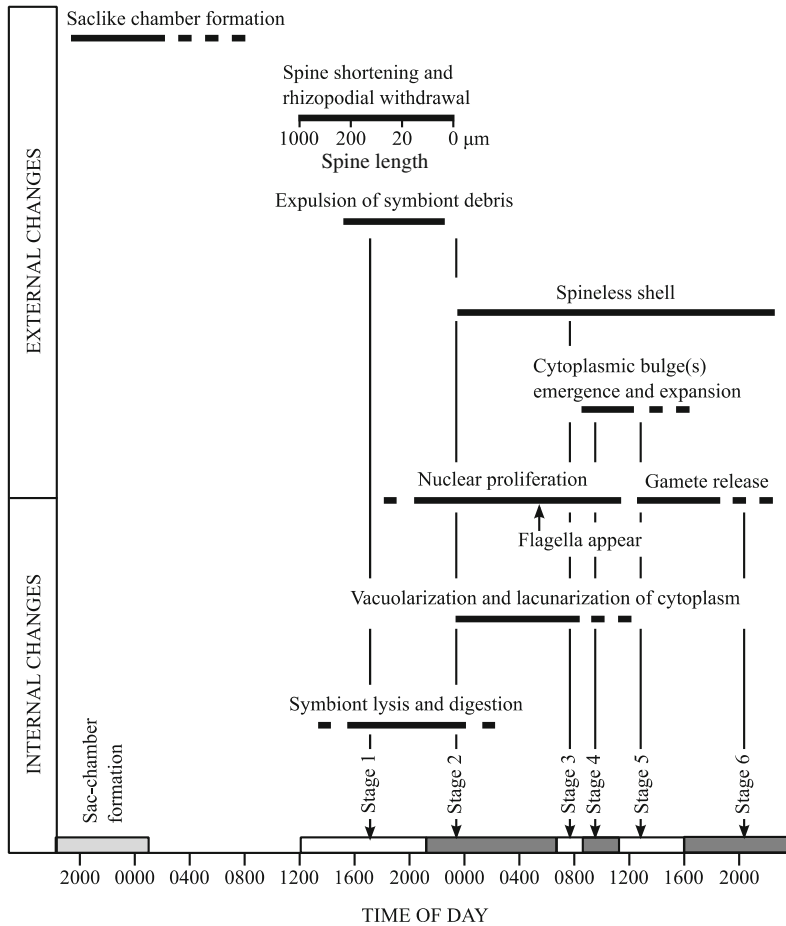 Saclike chamber formation
Spine shortening and
rhizopodial withdrawal
1000 200 20 0 μm
Spine length
EXTERNAL CHANGES
Expulsion of symbiont debris
Spineless shell
Cytoplasmic bulge(s)
emergence and expansion
Nuclear proliferation
Gamete release
Flagella appear
INTERNAL CHANGES
Vacuolarization and lacunarization of cytoplasm
Symbiont lysis and digestion
Sac-chamber
formation
Stage 1
Stage 2
Stage 3
Stage 4
Stage 5
Stage 6
2000 0000 0400 0800 1200 1600 2000 0000 0400 0800 1200 1600 2000
TIME OF DAY